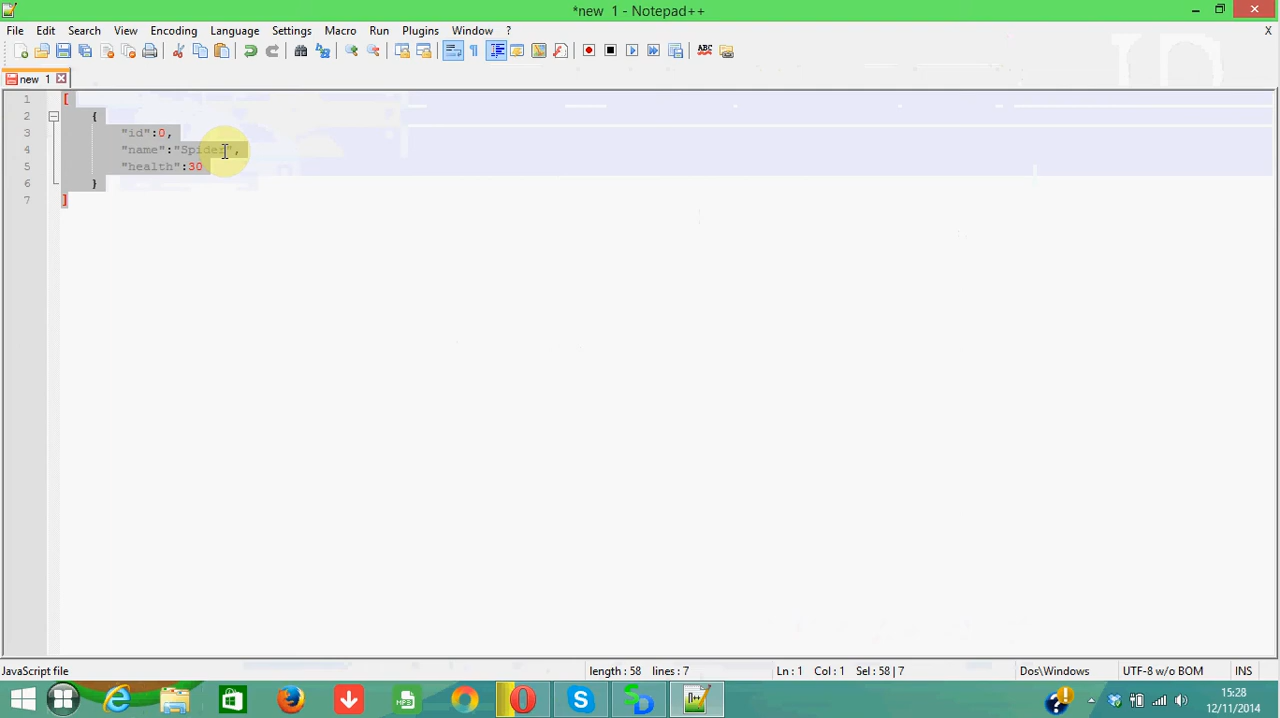 *new 1 - Notepad++
File Edit Search View Encoding Language Settings Macro Run Plugins Window ? X
ABC
new 1
1 [
2 {
3 "id":0,
4 "name":"Spider",
5 "health":30
6 }
7 ]
JavaScript file length : 58 lines : 7 Ln : 1 Col : 1 Sel : 58 | 7 Dos\Windows UTF-8 w/o BOM INS
MF3
15:28
12/11/2014